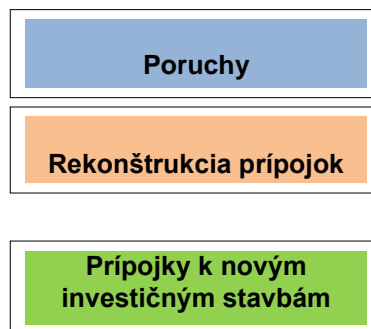 Poruchy
Rekonštrukcia prípojok
Prípojky k novým
investičným stavbám